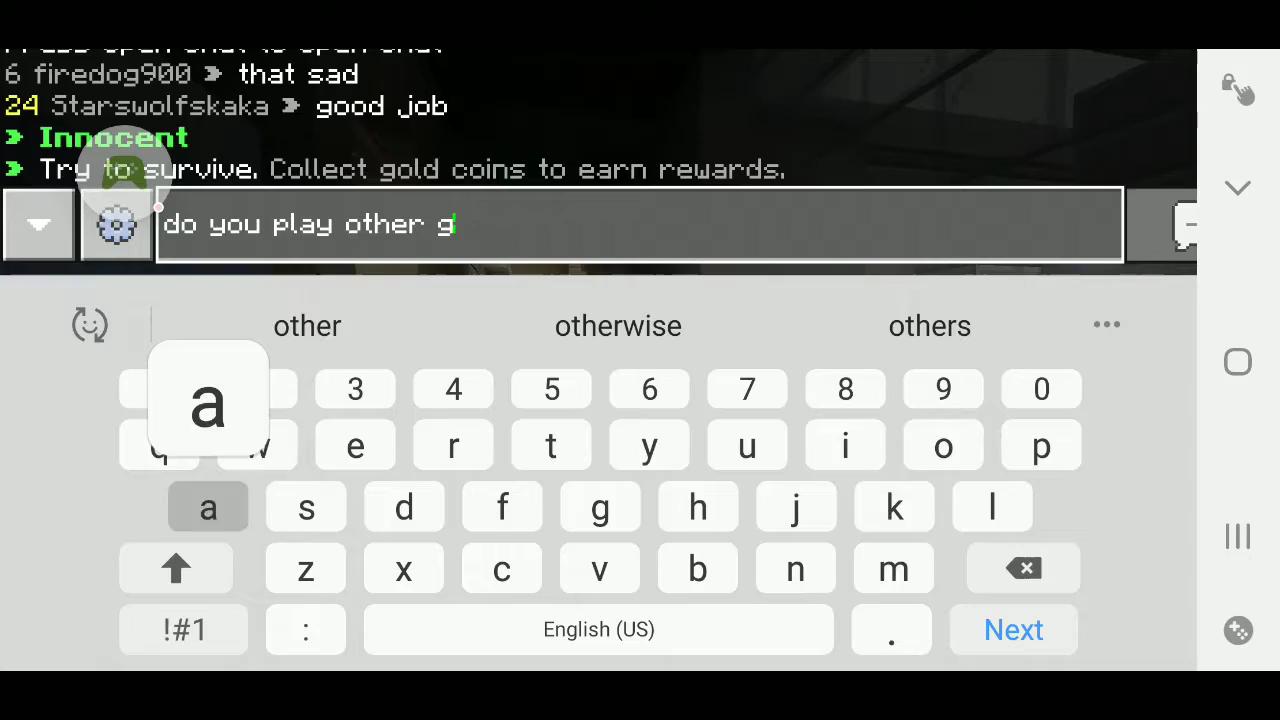 6 firedog900 » that sad
24 Starswolfskaka » good job
» Innocent
» Try to survive. Collect gold coins to earn rewards.
do you play other g
other otherwise others
a
3 4 5 6 7 8 9 0
q w e r t y u i o p
a s d f g h j k l
z x c v b n m
!#1 : English (US) . Next